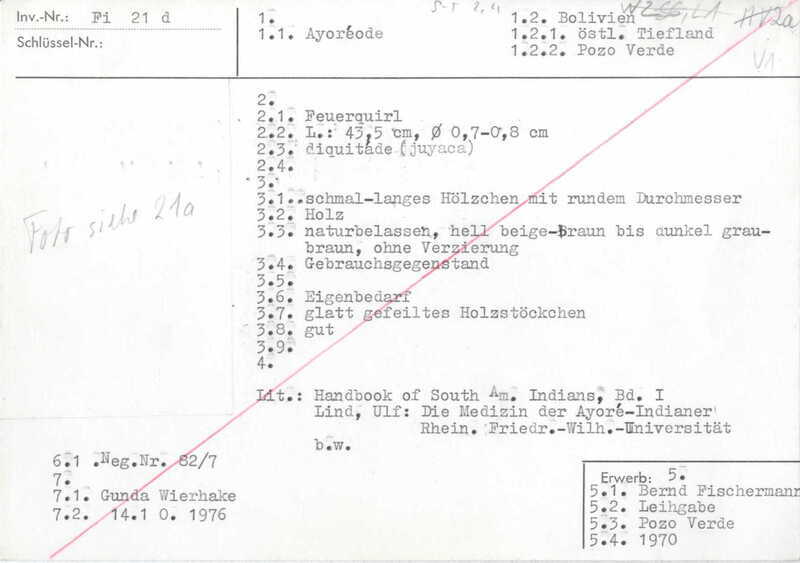 Inv.-Nr.: Fi 21 d
Schlüssel-Nr.:
1.
1.1. Ayoréode
1.2. Bolivien
1.2.1. östl. Tiefland
1.2.2. Pozo Verde
V1
Foto siehe 21a
2.
2.1. Feuerquirl
2.2. L.: 43,5 cm, Ø 0,7-0,8 cm
2.3. diquitáde (juyaca)
2.4.
3.
3.1. schmal-langes Hölzchen mit rundem Durchmesser
3.2. Holz
3.3. naturbelassen, hell beige-braun bis dunkel grau-
braun, ohne Verzierung
3.4. Gebrauchsgegenstand
3.5.
3.6. Eigenbedarf
3.7. glatt gefeiltes Holzstöckchen
3.8. gut
3.9.
4.
Lit.: Handbook of South Am. Indians, Bd. I
Lind, Ulf: Die Medizin der Ayoré-Indianer
Rhein. Friedr.-Wilh.-Universität
b.w.
6.1 .Neg.Nr. 82/7
7.
7.1. Gunda Wierhake
7.2. 14.1 0. 1976
Erwerb: 5.
5.1. Bernd Fischermann
5.2. Leihgabe
5.3. Pozo Verde
5.4. 1970